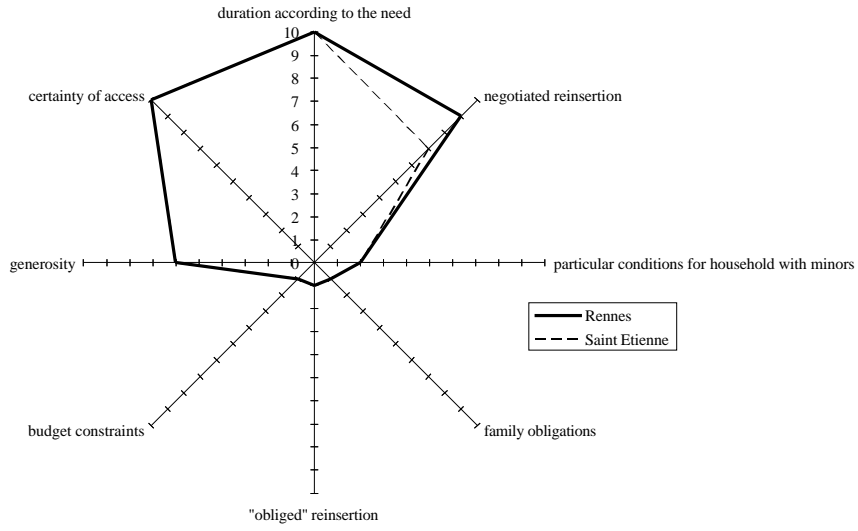 duration according to the need
10
9
8
7
6
5
4
3
2
1
0
certainty of access
negotiated reinsertion
generosity
particular conditions for household with minors
Rennes
Saint Etienne
budget constraints
family obligations
"obliged" reinsertion